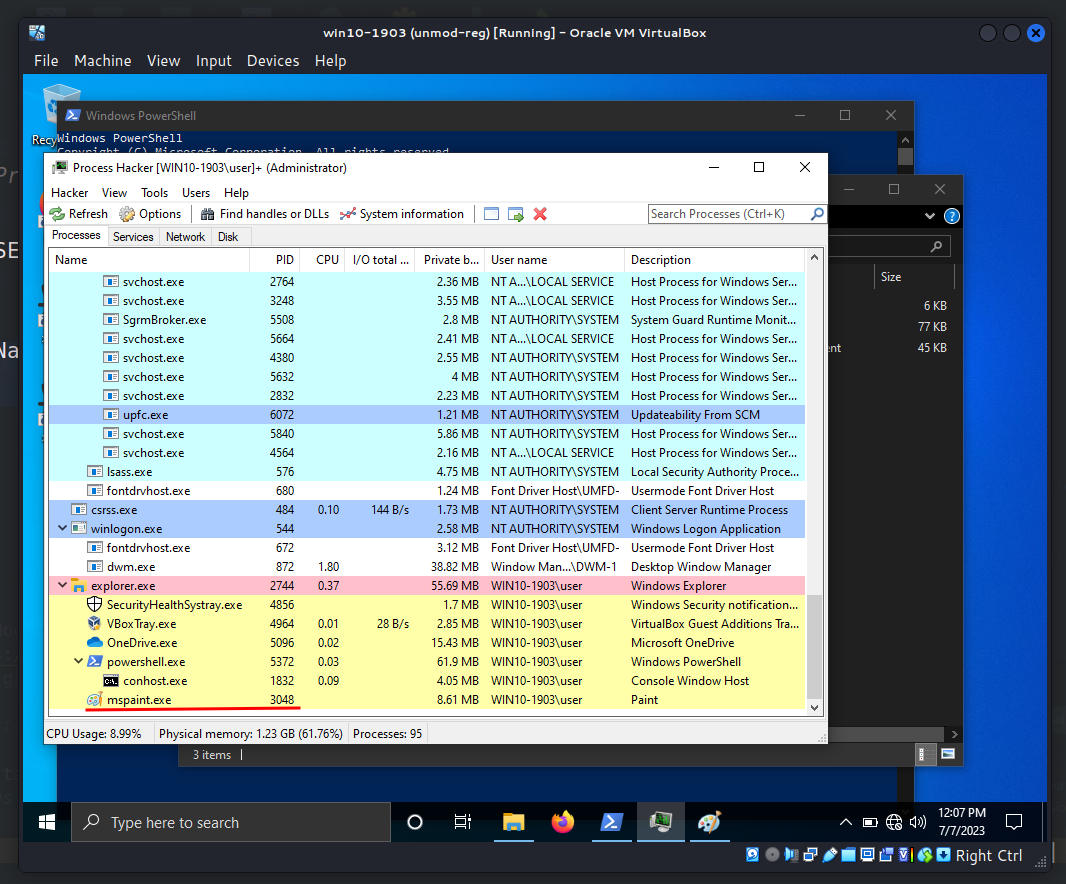 win10-1903 (unmod-reg) [Running] - Oracle VM VirtualBox
File Machine View Input Devices Help
Windows PowerShell
Windows PowerShell
Copyright (C) Microsoft Corporation. All rights reserved.
Process Hacker [WIN10-1903\user]+ (Administrator)
Hacker View Tools Users Help
Refresh Options Find handles or DLLs System information Search Processes (Ctrl+K)
Processes Services Network Disk
Name PID CPU I/O total ... Private b... User name Description
svchost.exe 2764 2.36 MB NT A...\LOCAL SERVICE Host Process for Windows Ser...
svchost.exe 3248 3.55 MB NT A...\LOCAL SERVICE Host Process for Windows Ser...
SgrmBroker.exe 5508 2.8 MB NT AUTHORITY\SYSTEM System Guard Runtime Monit...
svchost.exe 5664 2.41 MB NT A...\LOCAL SERVICE Host Process for Windows Ser...
svchost.exe 4380 2.55 MB NT AUTHORITY\SYSTEM Host Process for Windows Ser...
svchost.exe 5632 4 MB NT AUTHORITY\SYSTEM Host Process for Windows Ser...
svchost.exe 2832 2.23 MB NT AUTHORITY\SYSTEM Host Process for Windows Ser...
upfc.exe 6072 1.21 MB NT AUTHORITY\SYSTEM Updateability From SCM
svchost.exe 5840 5.86 MB NT AUTHORITY\SYSTEM Host Process for Windows Ser...
svchost.exe 4564 2.16 MB NT A...\LOCAL SERVICE Host Process for Windows Ser...
lsass.exe 576 4.75 MB NT AUTHORITY\SYSTEM Local Security Authority Proce...
fontdrvhost.exe 680 1.24 MB Font Driver Host\UMFD- Usermode Font Driver Host
csrss.exe 484 0.10 144 B/s 1.73 MB NT AUTHORITY\SYSTEM Client Server Runtime Process
winlogon.exe 544 2.58 MB NT AUTHORITY\SYSTEM Windows Logon Application
fontdrvhost.exe 672 3.12 MB Font Driver Host\UMFD- Usermode Font Driver Host
dwm.exe 872 1.80 38.82 MB Window Man...\DWM-1 Desktop Window Manager
explorer.exe 2744 0.37 55.69 MB WIN10-1903\user Windows Explorer
SecurityHealthSystray.exe 4856 1.7 MB WIN10-1903\user Windows Security notification...
VBoxTray.exe 4964 0.01 28 B/s 2.85 MB WIN10-1903\user VirtualBox Guest Additions Tra...
OneDrive.exe 5096 0.02 15.43 MB WIN10-1903\user Microsoft OneDrive
powershell.exe 5372 0.03 61.9 MB WIN10-1903\user Windows PowerShell
conhost.exe 1832 0.09 4.05 MB WIN10-1903\user Console Window Host
mspaint.exe 3048 8.61 MB WIN10-1903\user Paint
CPU Usage: 8.99% Physical memory: 1.23 GB (61.76%) Processes: 95
Size
6 KB
77 KB
45 KB
3 items
Type here to search
12:07 PM
7/7/2023
Right Ctrl